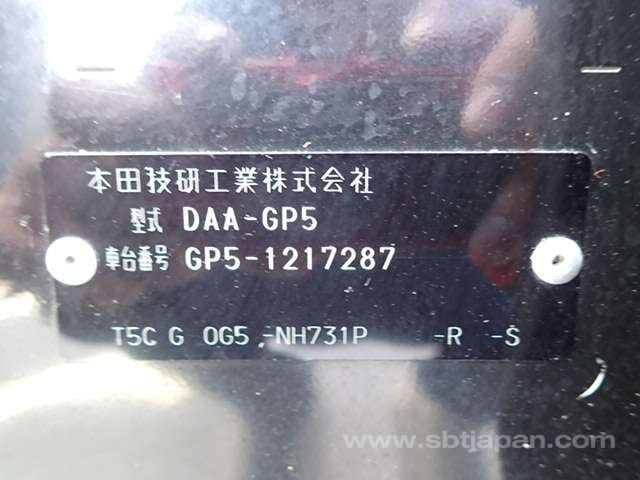 本田技研工業株式会社
型式 DAA-GP5
車台番号 GP5-1217287
T5C G OG5 -NH731P -R -S
www.sbtjapan.com